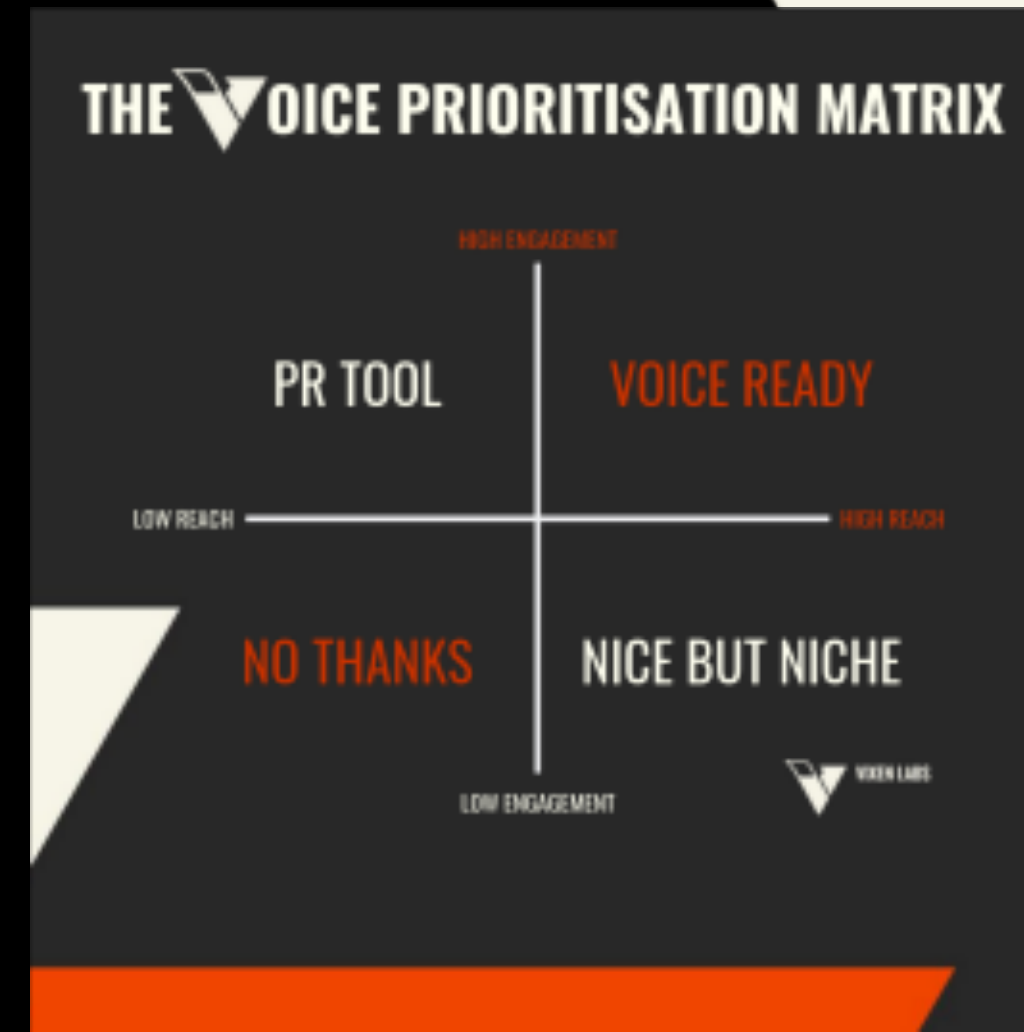 THE VOICE PRIORITISATION MATRIX
HIGH ENGAGEMENT
PR TOOL
VOICE READY
LOW REACH
HIGH REACH
NO THANKS
NICE BUT NICHE
VIXEN LABS
LOW ENGAGEMENT